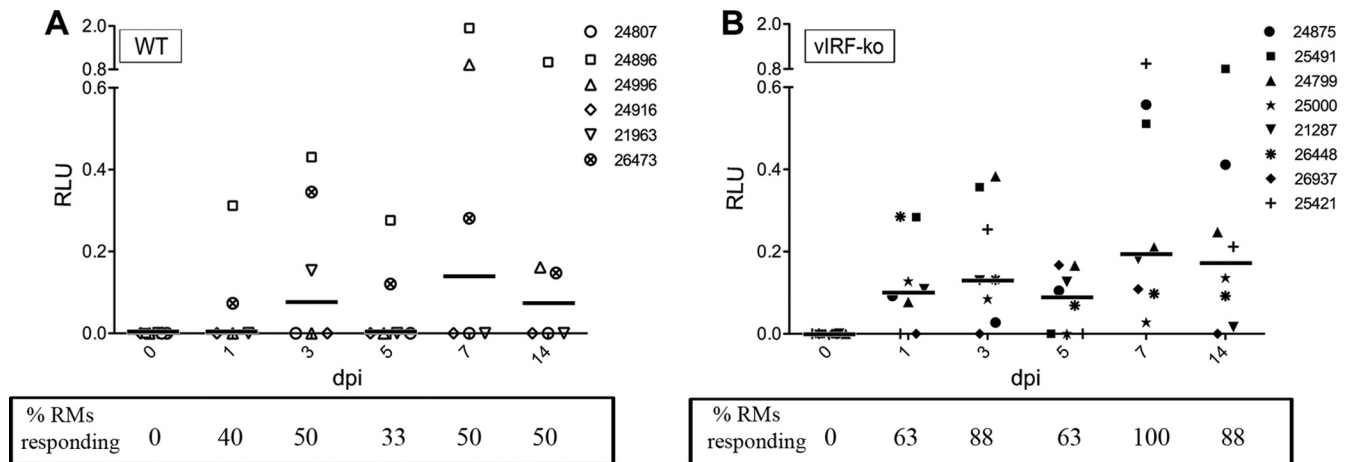 A
WT
2.0
0.8
0.6
0.4
0.2
0.0
RLU
0 1 3 5 7 14
dpi
24807
24896
24996
24916
21963
26473
% RMs
responding 0 40 50 33 50 50
B
vIRF-ko
2.0
0.8
0.6
0.4
0.2
0.0
RLU
0 1 3 5 7 14
dpi
24875
25491
24799
25000
21287
26448
26937
25421
% RMs
responding 0 63 88 63 100 88